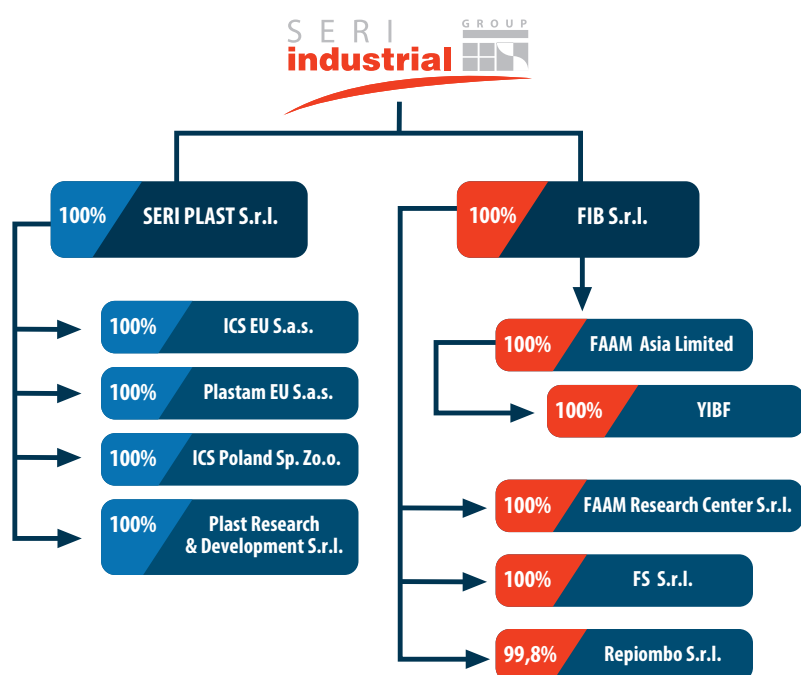 SERI
GROUP
industrial
100%
SERI PLAST S.r.l.
100%
ICS EU S.a.s.
100%
Plastam EU S.a.s.
100%
ICS Poland Sp. Zo.o.
100%
Plast Research
& Development S.r.l.
100%
FIB S.r.l.
100%
FAAM Asia Limited
100%
YIBF
100%
FAAM Research Center S.r.l.
100%
FS S.r.l.
99,8%
Repiombo S.r.l.